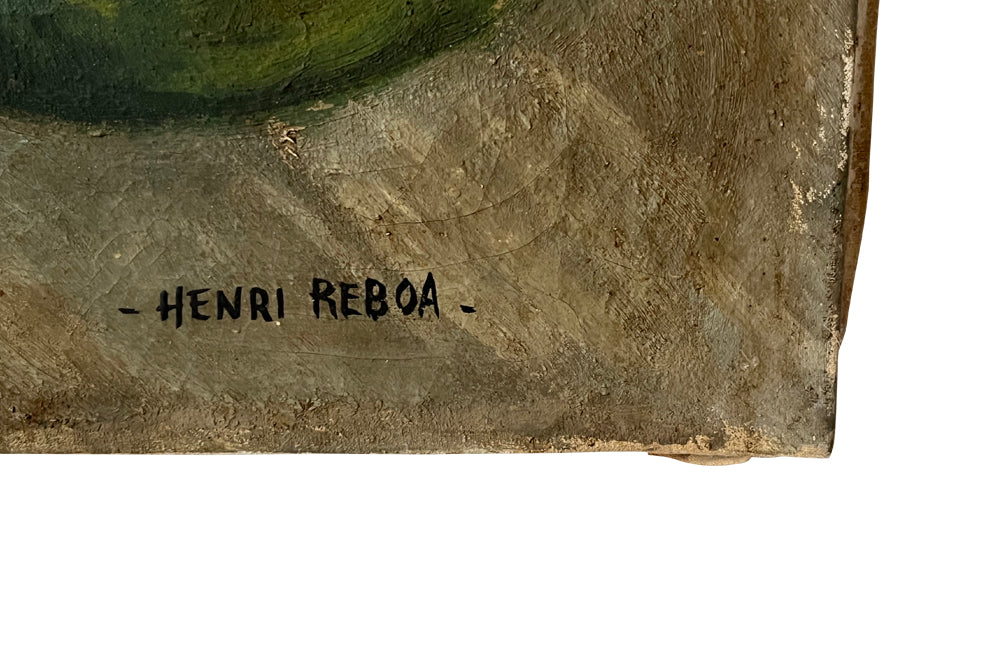 - HENRI REBOA -